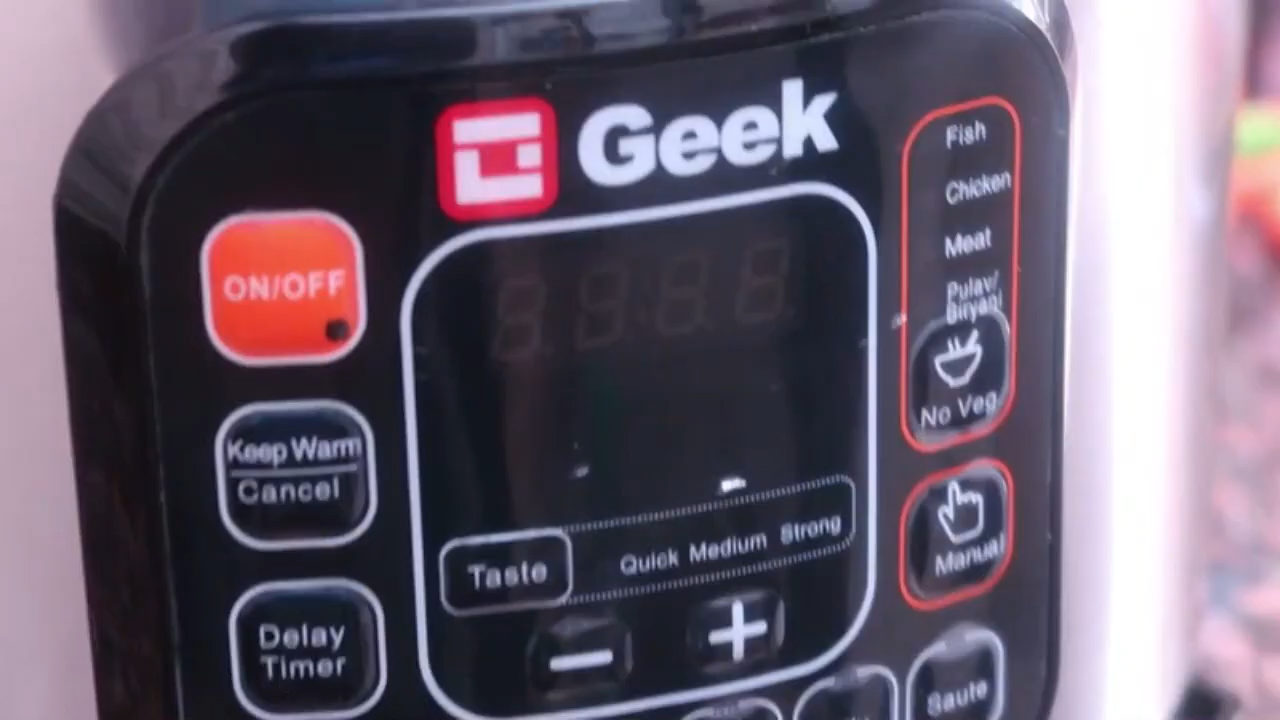 Geek
Fish
Chicken
Meat
Pulav/
Biryani
No Veg
ON/OFF
Keep Warm
Cancel
Manual
Taste
Quick Medium Strong
Delay
Timer
Saute